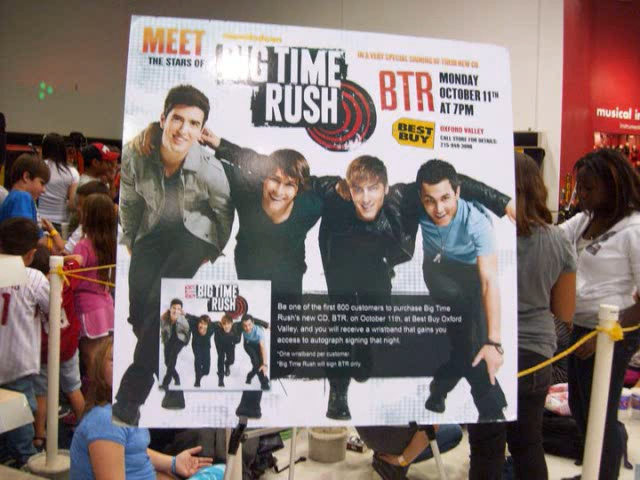 MEET
THE STARS OF
nickelodeon
BIG TIME
RUSH
IN A VERY SPECIAL SIGNING OF THEIR NEW CD
BTR
MONDAY
OCTOBER 11TH
AT 7PM
BEST
BUY
OXFORD VALLEY
CALL STORE FOR DETAILS:
musical in
BIG TIME
RUSH
Be one of the first 600 customers to purchase Big Time
Rush's new CD, BTR, on October 11th, at Best Buy Oxford
Valley, and you will receive a wristband that gains you
access to autograph signing that night.
*One wristband per customer
*Big Time Rush will sign BTR only.
1